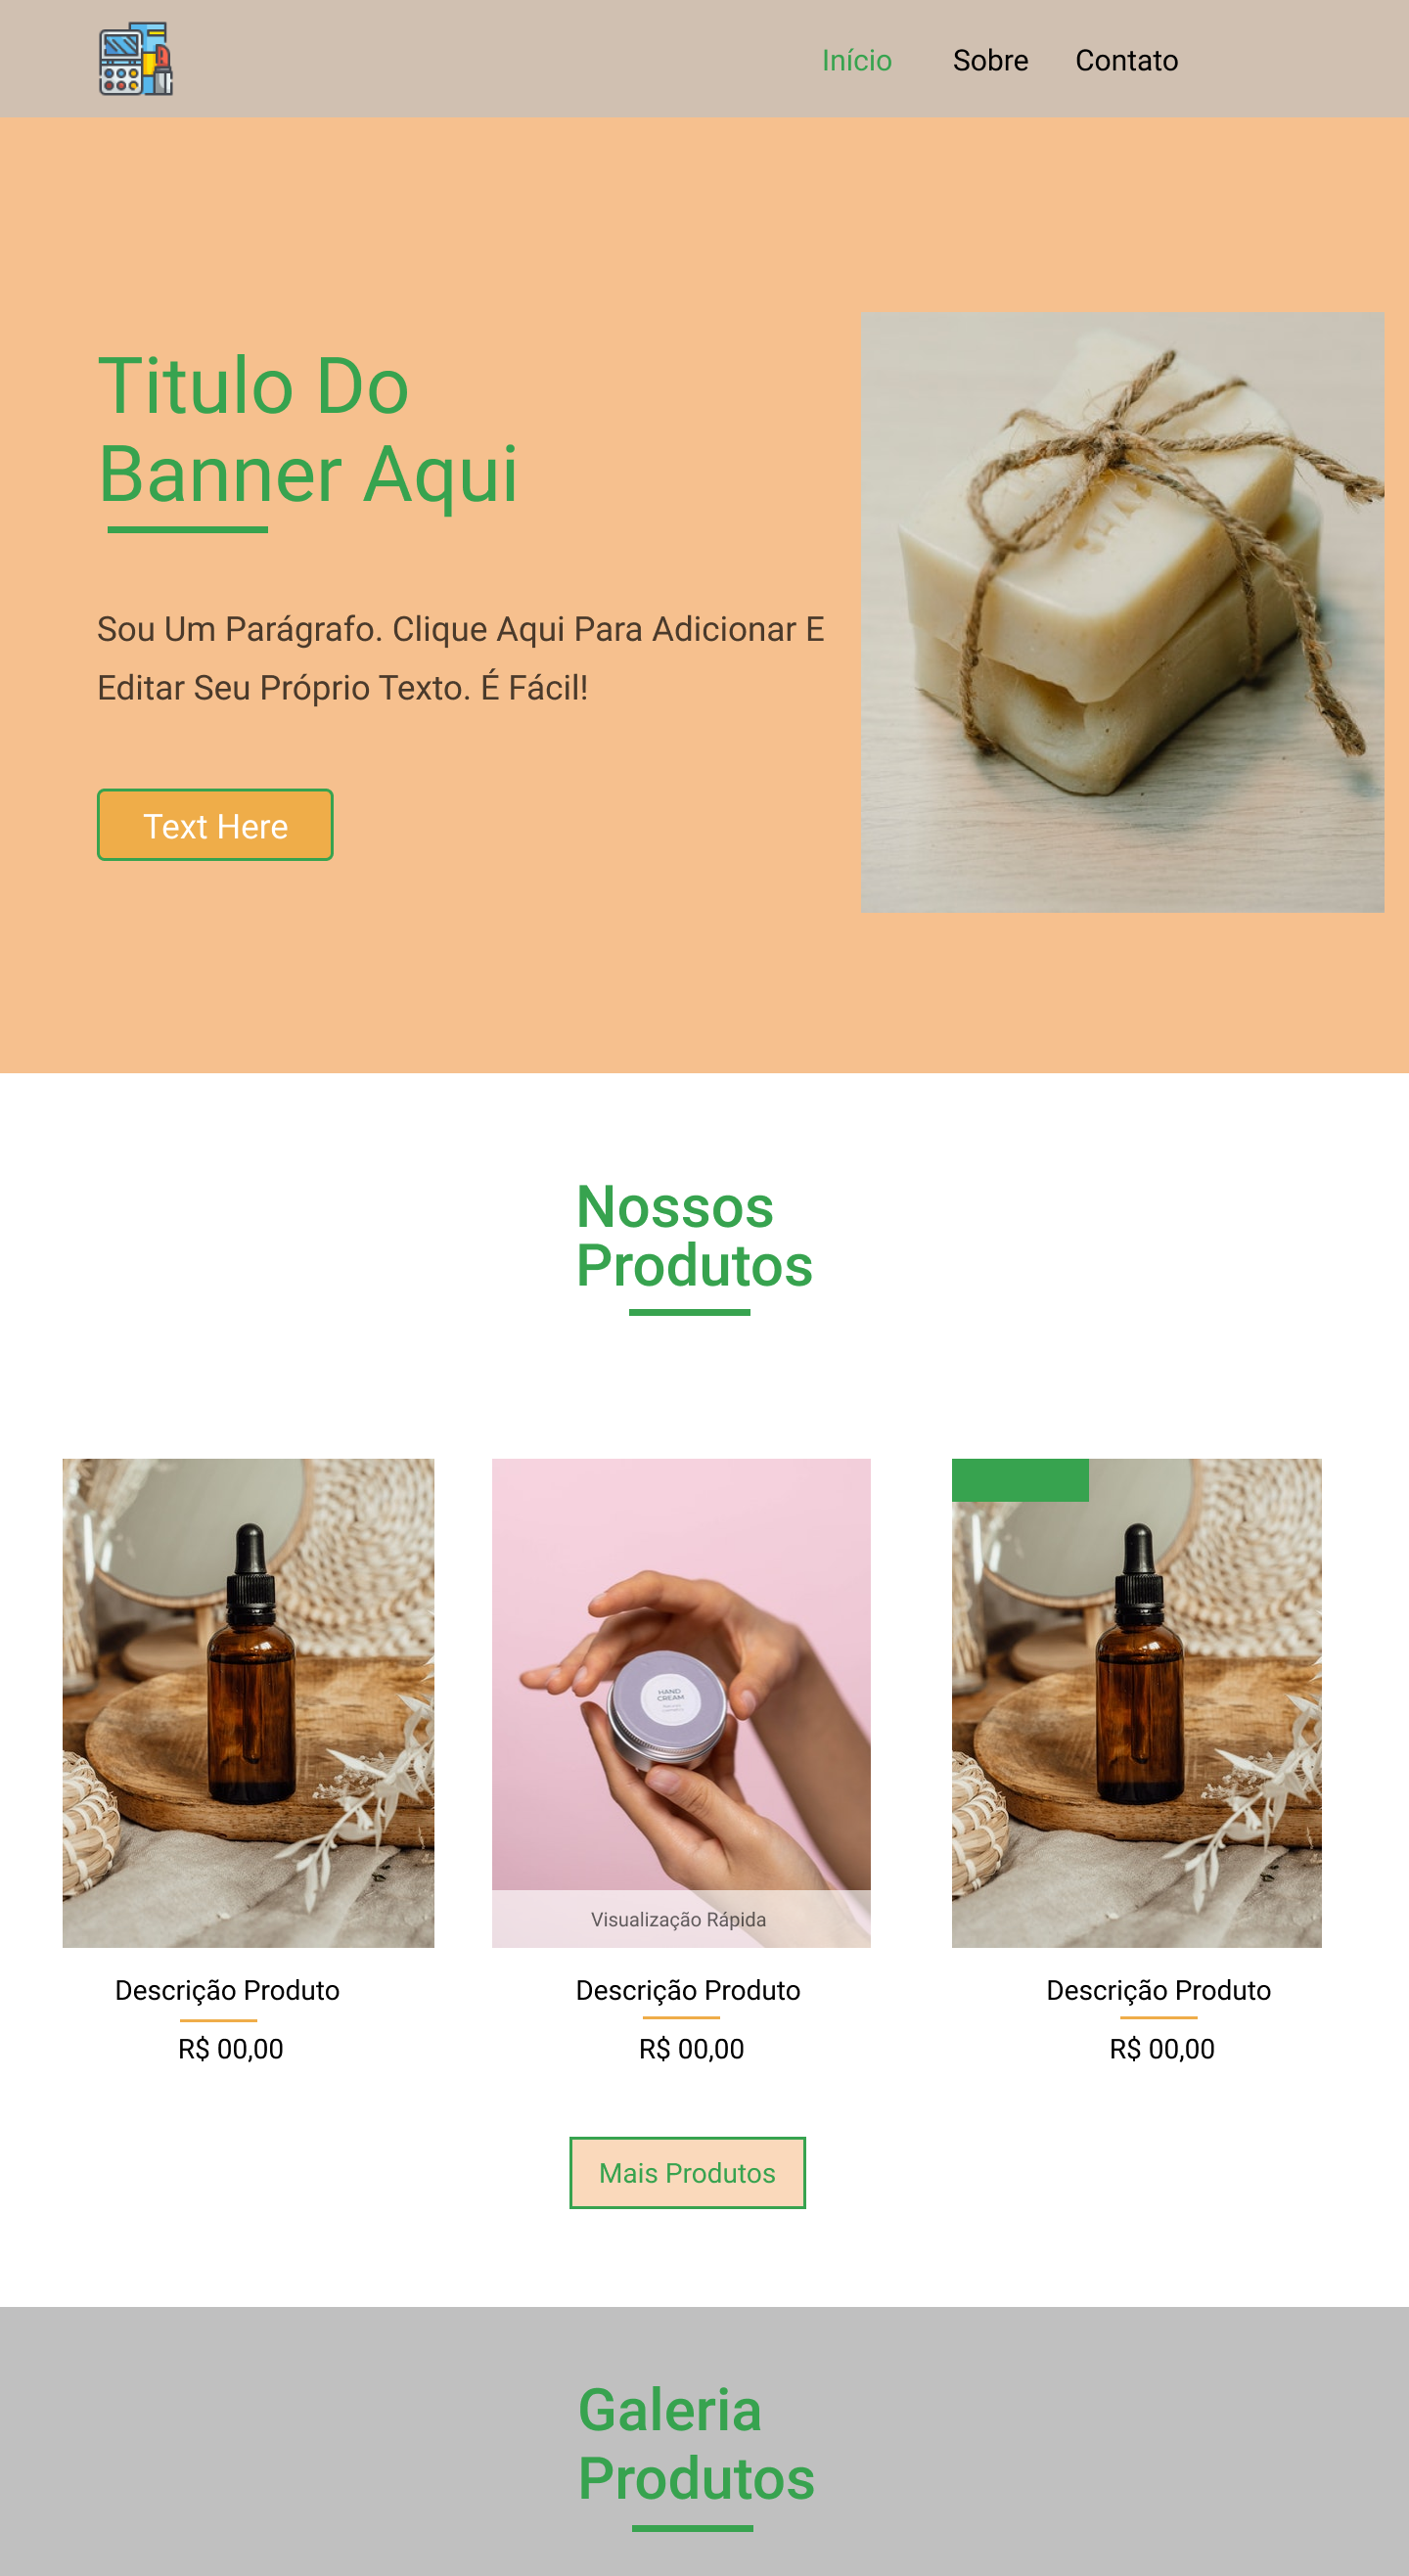 Início Sobre Contato
Titulo Do
Banner Aqui
Sou Um Parágrafo. Clique Aqui Para Adicionar E
Editar Seu Próprio Texto. É Fácil!
Text Here
Nossos
Produtos
HAND
CREAM
Visualização Rápida
Descrição Produto
R$ 00,00
Descrição Produto
R$ 00,00
Descrição Produto
R$ 00,00
Mais Produtos
Galeria
Produtos